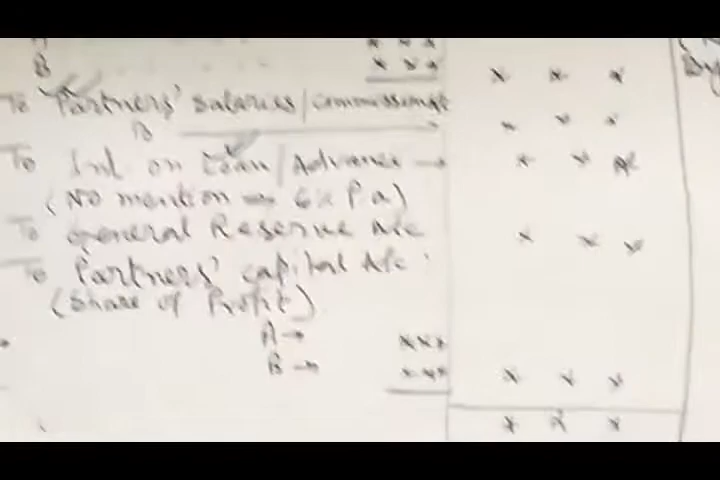 B x x x
x x x
To Partners' salaries/commission
B x x x
To Int. on Loan/Advance → x x x
(No mention → 6% P a)
To general Reserve A/c x x x
To Partners' capital A/c
(Share of Profit)
A → x x x
B → x x x x x x
x x x
By